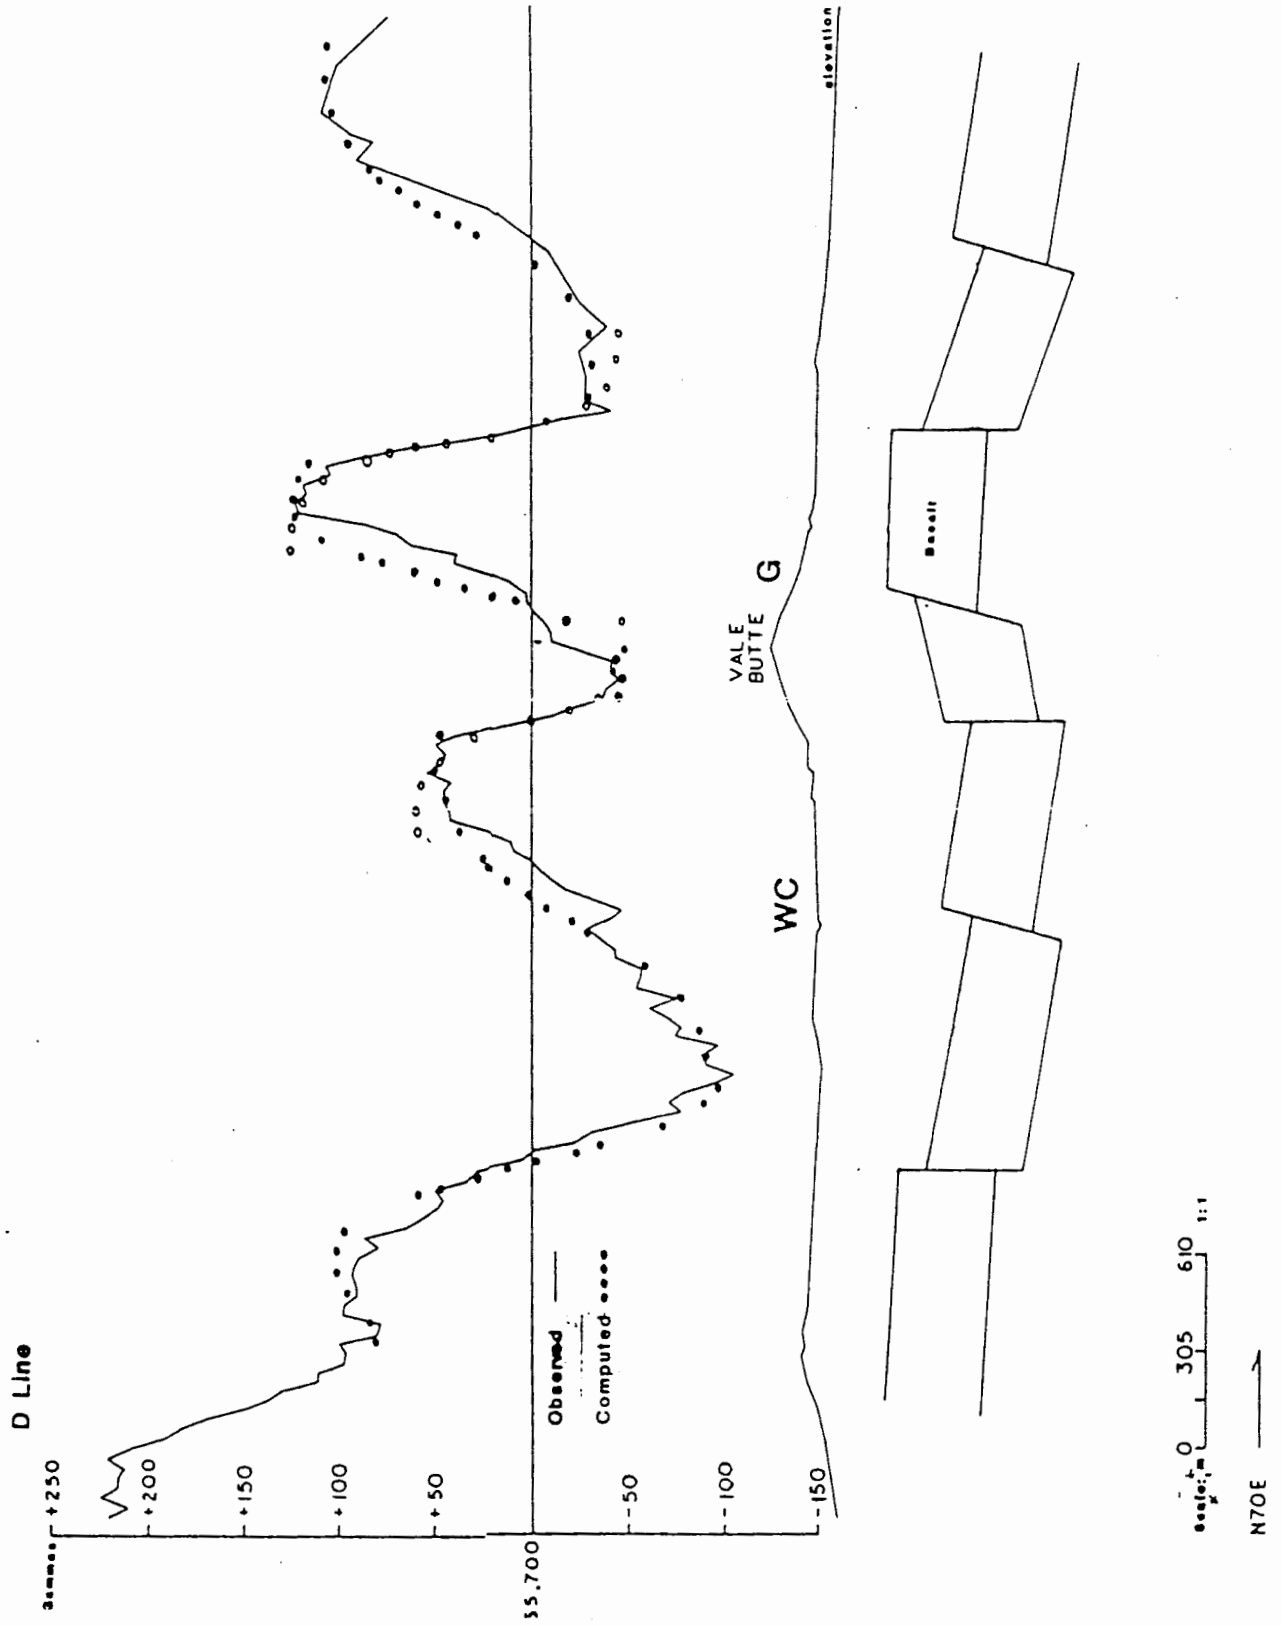 D Line
Gammas
+250
+200
+150
+100
+50
55,700
-50
-100
-150
Observed
Computed
VALE
BUTTE
G
WC
elevation
Basalt
Scale: m
0 305 610 1:1
N70E